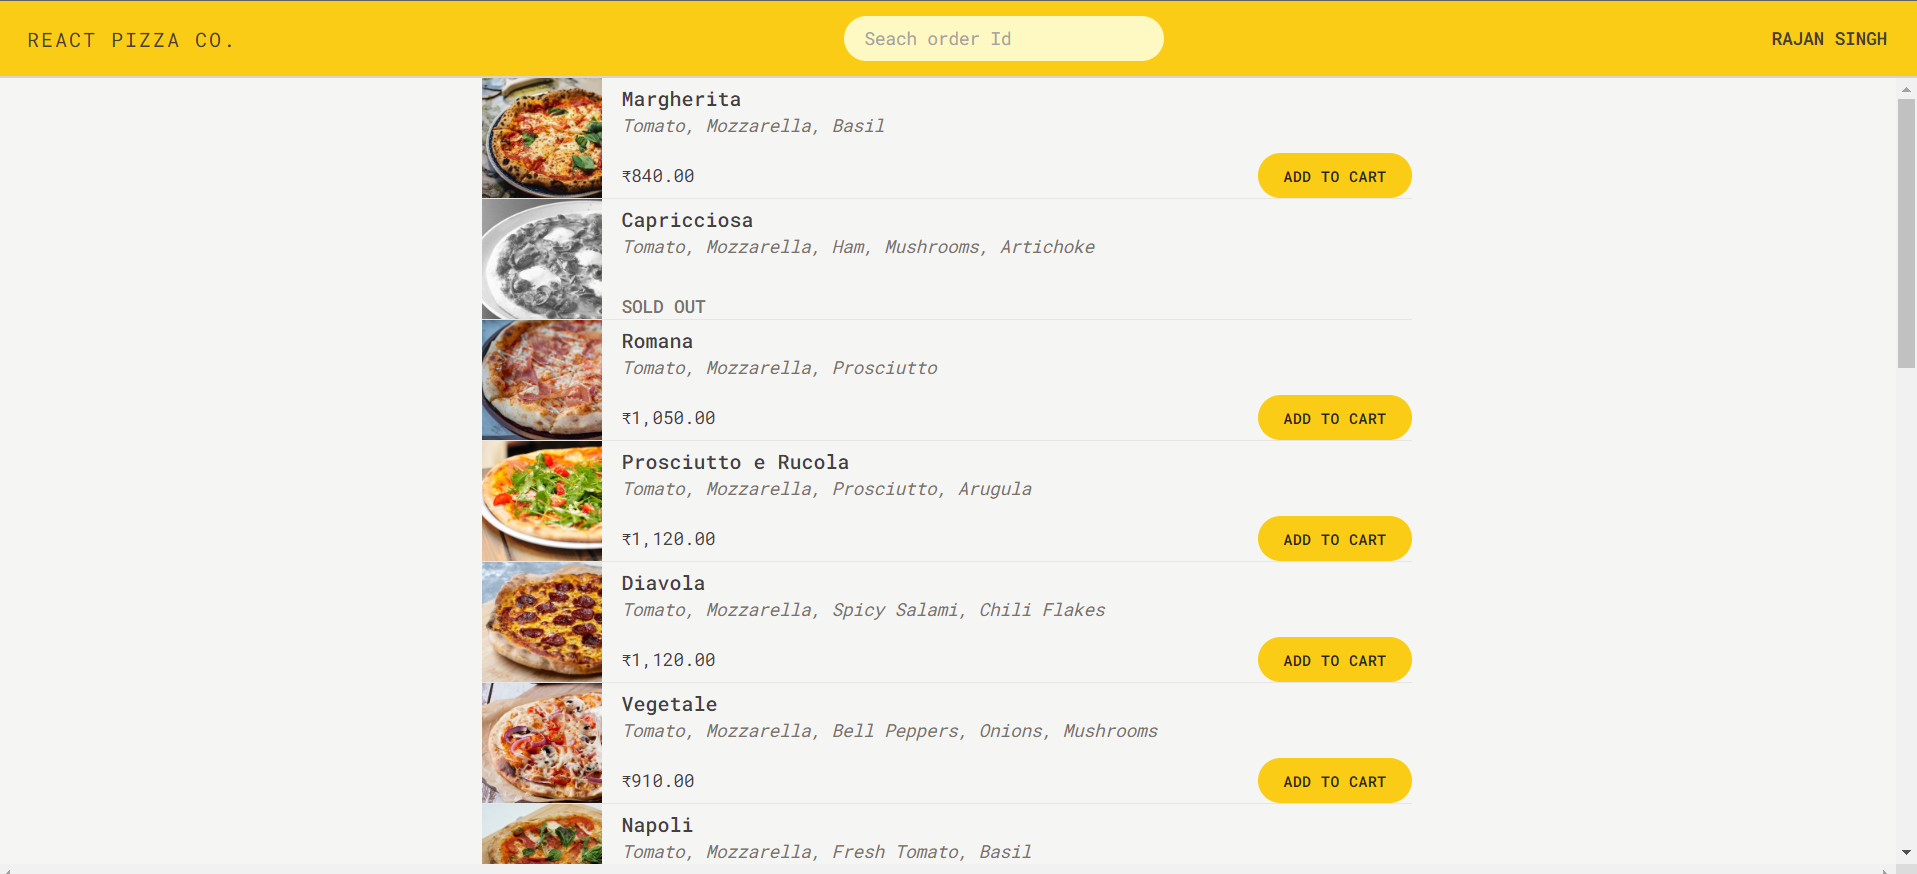 REACT PIZZA CO.
Seach order Id
RAJAN SINGH
Margherita
Tomato, Mozzarella, Basil
₹840.00
ADD TO CART
Capricciosa
Tomato, Mozzarella, Ham, Mushrooms, Artichoke
SOLD OUT
Romana
Tomato, Mozzarella, Prosciutto
₹1,050.00
ADD TO CART
Prosciutto e Rucola
Tomato, Mozzarella, Prosciutto, Arugula
₹1,120.00
ADD TO CART
Diavola
Tomato, Mozzarella, Spicy Salami, Chili Flakes
₹1,120.00
ADD TO CART
Vegetale
Tomato, Mozzarella, Bell Peppers, Onions, Mushrooms
₹910.00
ADD TO CART
Napoli
Tomato, Mozzarella, Fresh Tomato, Basil